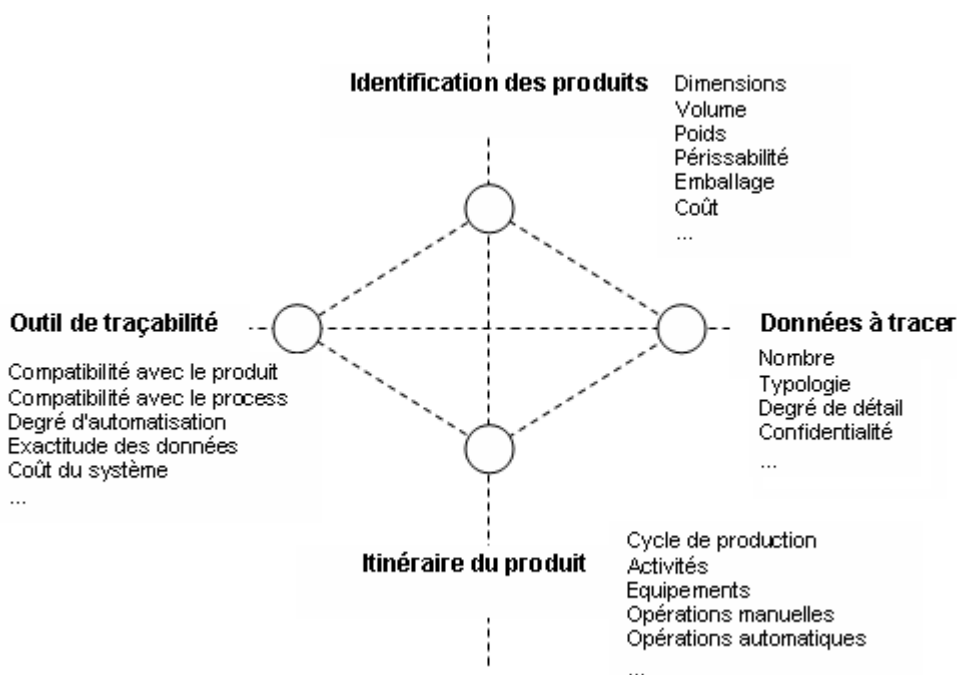 Identification des produits
Dimensions
Volume
Poids
Périssabilité
Emballage
Coût
...
Outil de traçabilité
Compatibilité avec le produit
Compatibilité avec le process
Degré d'automatisation
Exactitude des données
Coût du système
...
Données à tracer
Nombre
Typologie
Degré de détail
Confidentialité
...
Itinéraire du produit
Cycle de production
Activités
Equipements
Opérations manuelles
Opérations automatiques
...